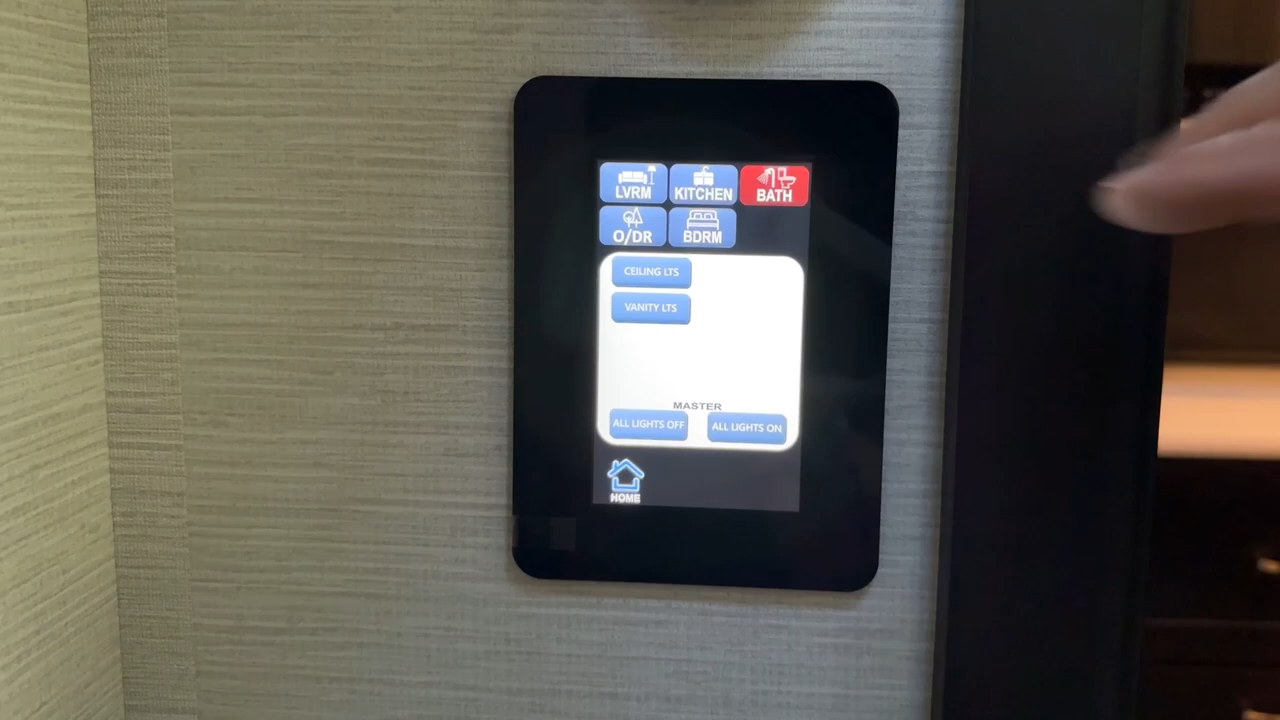 LVRM KITCHEN BATH
O/DR BDRM
CEILING LTS
VANITY LTS
MASTER
ALL LIGHTS OFF ALL LIGHTS ON
HOME